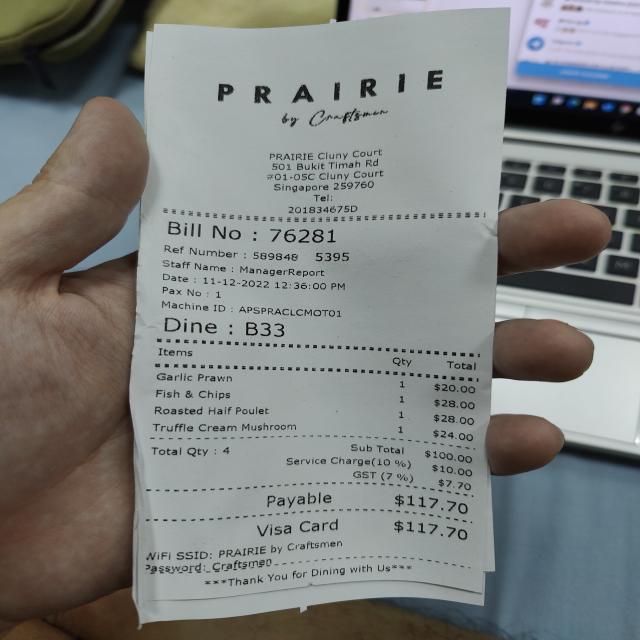 PRAIRIE
by Craftsmen
PRAIRIE Cluny Court
501 Bukit Timah Rd
#01-05C Cluny Court
Singapore 259760
Tel:
201834675D
Bill No : 76281
Ref Number : 589848 5395
Staff Name : ManagerReport
Date : 11-12-2022 12:36:00 PM
Pax No : 1
Machine ID : APSPRACLCMOT01
Dine : B33
Items Qty Total
Garlic Prawn 1 $20.00
Fish & Chips 1 $28.00
Roasted Half Poulet 1 $28.00
Truffle Cream Mushroom 1 $24.00
Total Qty : 4 Sub Total $100.00
Service Charge(10 %) $10.00
GST (7 %) $7.70
Payable $117.70
Visa Card $117.70
WiFi SSID: PRAIRIE by Craftsmen
Password: Craftsmen
***Thank You for Dining with Us***